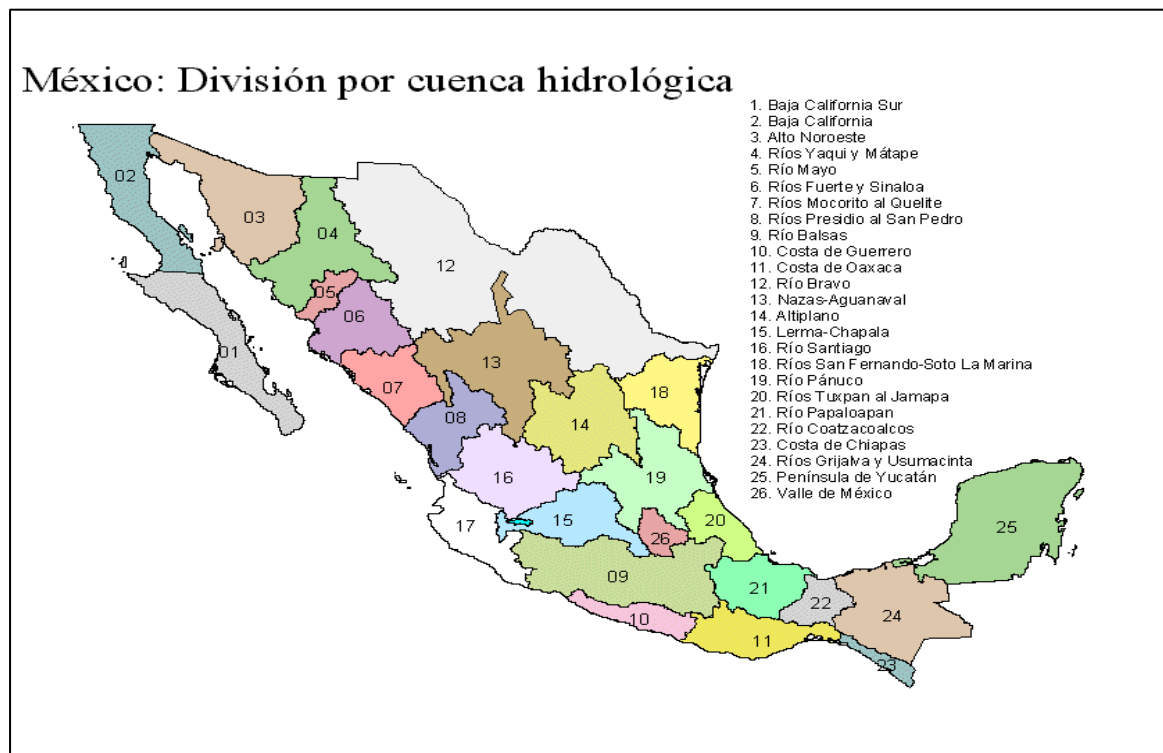 México: División por cuenca hidrológica
1. Baja California Sur
2. Baja California
3. Alto Noroeste
4. Ríos Yaqui y Mátape
5. Río Mayo
6. Ríos Fuerte y Sinaloa
7. Ríos Mocorito al Quelite
8. Ríos Presidio al San Pedro
9. Río Balsas
10. Costa de Guerrero
11. Costa de Oaxaca
12. Río Bravo
13. Nazas-Aguanaval
14. Altiplano
15. Lerma-Chapala
16. Río Santiago
18. Ríos San Fernando-Soto La Marina
19. Río Pánuco
20. Ríos Tuxpan al Jamapa
21. Río Papaloapan
22. Río Coatzacoalcos
23. Costa de Chiapas
24. Ríos Grijalva y Usumacinta
25. Península de Yucatán
26. Valle de México
02
03
04
12
05
06
01
13
07
18
08
14
16
19
15
20
17
26
25
09
21
22
10
24
11
23